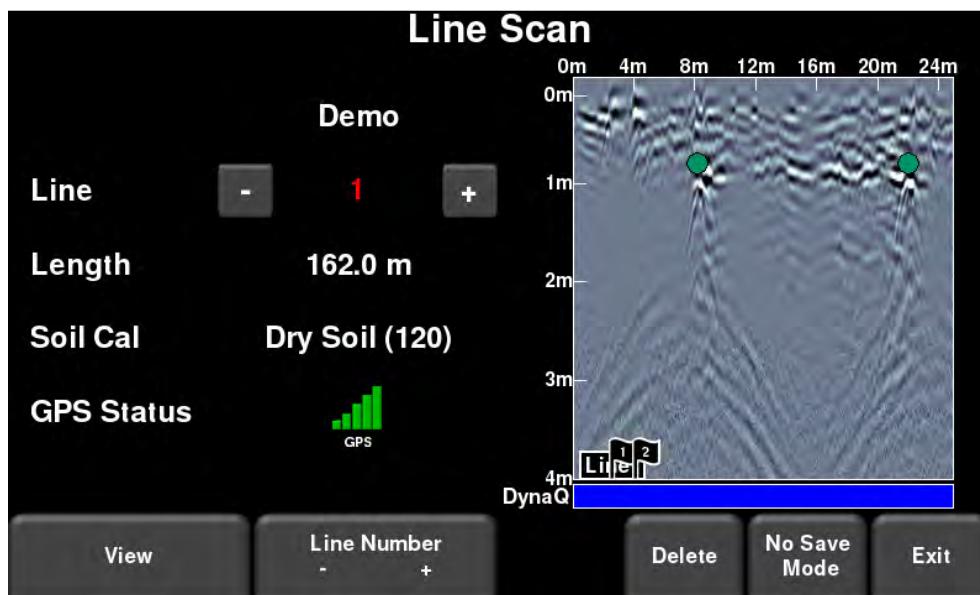 Line Scan
Demo
Line - 1 +
Length 162.0 m
Soil Cal Dry Soil (120)
GPS Status
GPS
0m 4m 8m 12m 16m 20m 24m
0m
1m
2m
3m
4m
1 2
DynaQ
View
Line Number
- +
Delete
No Save
Mode
Exit